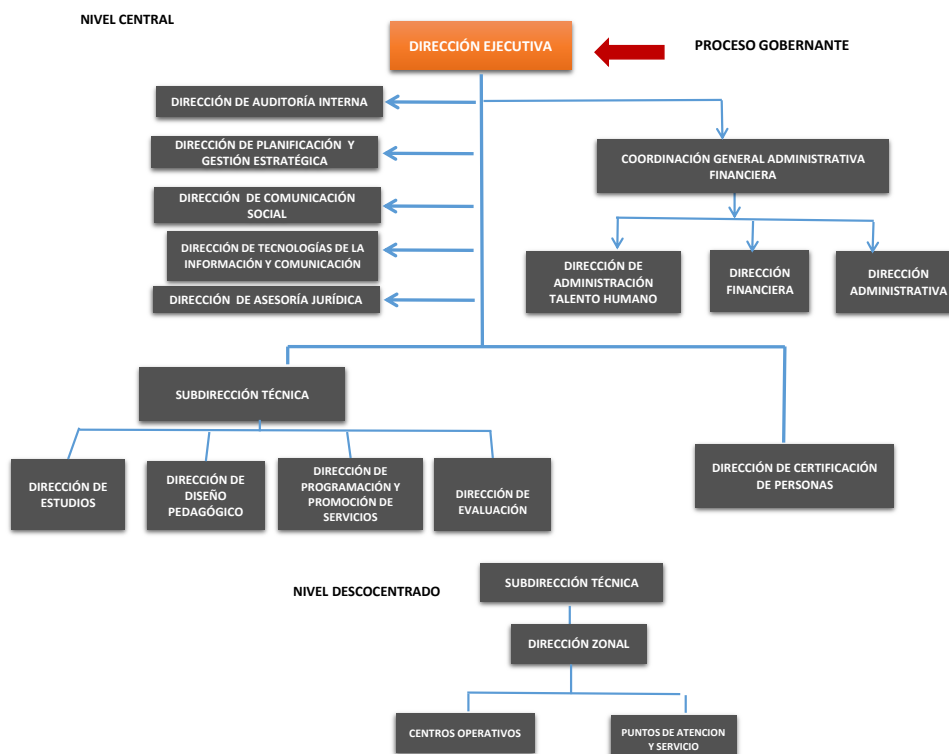 NIVEL CENTRAL
DIRECCIÓN EJECUTIVA
PROCESO GOBERNANTE
DIRECCIÓN DE AUDITORÍA INTERNA
DIRECCIÓN DE PLANIFICACIÓN Y
GESTIÓN ESTRATÉGICA
COORDINACIÓN GENERAL ADMINISTRATIVA
FINANCIERA
DIRECCIÓN DE COMUNICACIÓN
SOCIAL
DIRECCIÓN DE TECNOLOGÍAS DE LA
INFORMACIÓN Y COMUNICACIÓN
DIRECCIÓN DE
ADMINISTRACIÓN
TALENTO HUMANO
DIRECCIÓN
FINANCIERA
DIRECCIÓN
ADMINISTRATIVA
DIRECCIÓN DE ASESORÍA JURÍDICA
SUBDIRECCIÓN TÉCNICA
DIRECCIÓN DE
ESTUDIOS
DIRECCIÓN DE
DISEÑO
PEDAGÓGICO
DIRECCIÓN DE
PROGRAMACIÓN Y
PROMOCIÓN DE
SERVICIOS
DIRECCIÓN DE
EVALUACIÓN
DIRECCIÓN DE CERTIFICACIÓN
DE PERSONAS
NIVEL DESCOCENTRADO
SUBDIRECCIÓN TÉCNICA
DIRECCIÓN ZONAL
CENTROS OPERATIVOS
PUNTOS DE ATENCION
Y SERVICIO